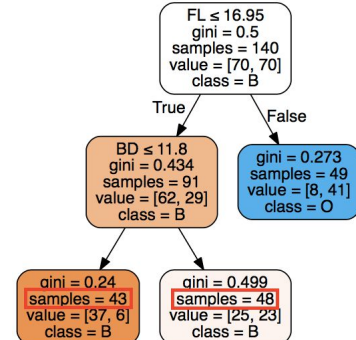 FL ≤ 16.95
gini = 0.5
samples = 140
value = [70, 70]
class = B
True
False
BD ≤ 11.8
gini = 0.434
samples = 91
value = [62, 29]
class = B
gini = 0.273
samples = 49
value = [8, 41]
class = O
gini = 0.24
samples = 43
value = [37, 6]
class = B
gini = 0.499
samples = 48
value = [25, 23]
class = B